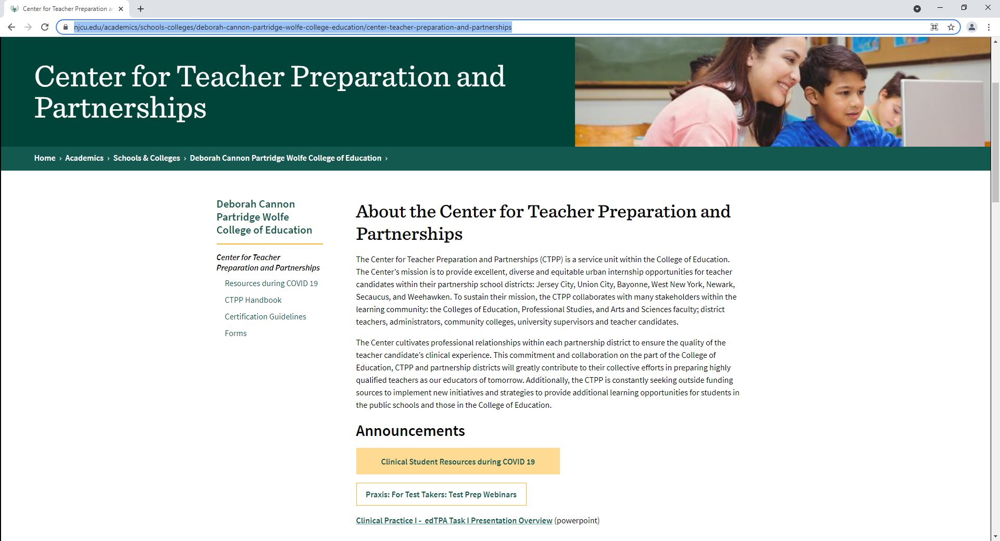 Center for Teacher Preparation a
njcu.edu/academics/schools-colleges/deborah-cannon-partridge-wolfe-college-education/center-teacher-preparation-and-partnerships
Center for Teacher Preparation and
Partnerships
Home › Academics › Schools & Colleges › Deborah Cannon Partridge Wolfe College of Education ›
Deborah Cannon
Partridge Wolfe
College of Education
Center for Teacher
Preparation and Partnerships
Resources during COVID 19
CTPP Handbook
Certification Guidelines
Forms
About the Center for Teacher Preparation and
Partnerships
The Center for Teacher Preparation and Partnerships (CTPP) is a service unit within the College of Education.
The Center’s mission is to provide excellent, diverse and equitable urban internship opportunities for teacher
candidates within their partnership school districts: Jersey City, Union City, Bayonne, West New York, Newark,
Secaucus, and Weehawken. To sustain their mission, the CTPP collaborates with many stakeholders within the
learning community: the Colleges of Education, Professional Studies, and Arts and Sciences faculty; district
teachers, administrators, community colleges, university supervisors and teacher candidates.
The Center cultivates professional relationships within each partnership district to ensure the quality of the
teacher candidate’s clinical experience. This commitment and collaboration on the part of the College of
Education, CTPP and partnership districts will greatly contribute to their collective efforts in preparing highly
qualified teachers as our educators of tomorrow. Additionally, the CTPP is constantly seeking outside funding
sources to implement new initiatives and strategies to provide additional learning opportunities for students in
the public schools and those in the College of Education.
Announcements
Clinical Student Resources during COVID 19
Praxis: For Test Takers: Test Prep Webinars
Clinical Practice I - edTPA Task I Presentation Overview (powerpoint)